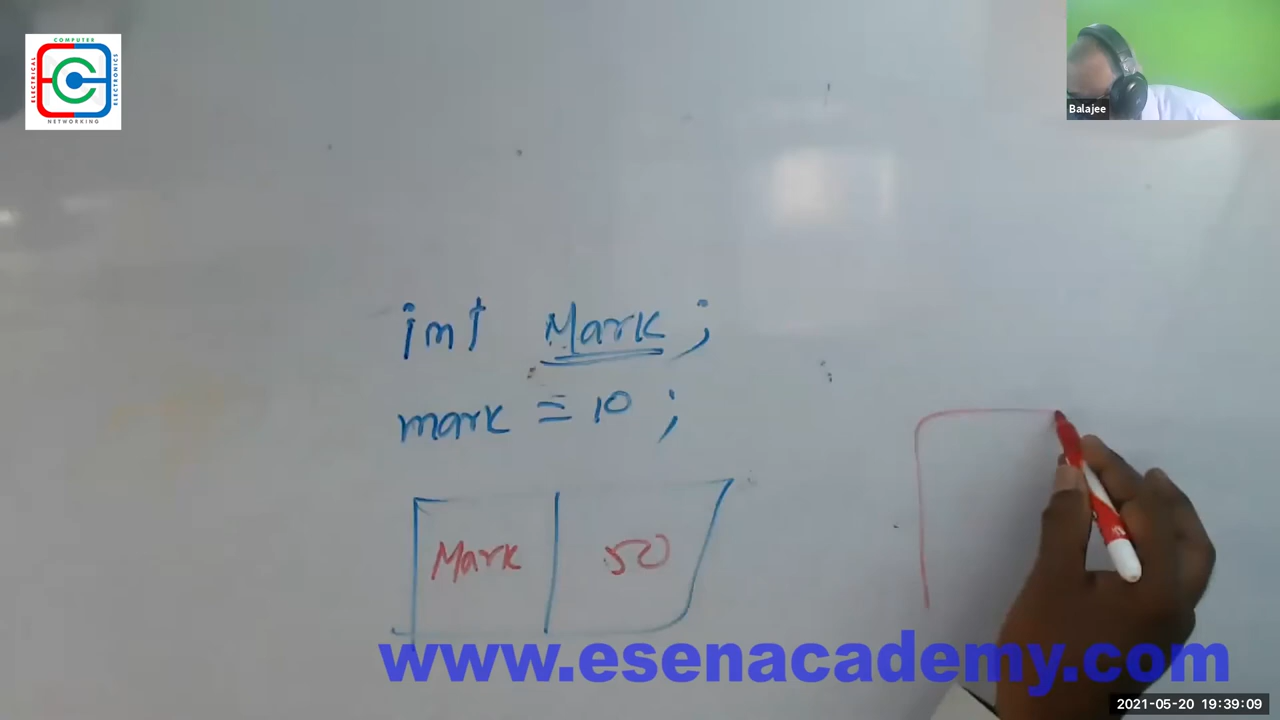 COMPUTER
ELECTRICAL
ELECTRONICS
NETWORKING
Balajee
int Mark ;
mark = 10 ;
Mark 50
www.esenacademy.com
2021-05-20 19:39:09